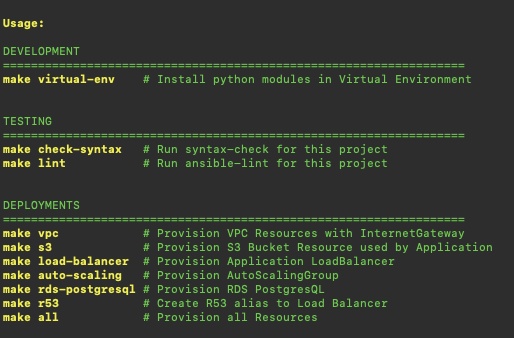 Usage:
DEVELOPMENT
==================================================================
make virtual-env    # Install python modules in Virtual Environment
TESTING
==================================================================
make check-syntax   # Run syntax-check for this project
make lint           # Run ansible-lint for this project
DEPLOYMENTS
==================================================================
make vpc            # Provision VPC Resources with InternetGateway
make s3             # Provision S3 Bucket Resource used by Application
make load-balancer  # Provision Application LoadBalancer
make auto-scaling   # Provision AutoScalingGroup
make rds-postgresql # Provision RDS PostgresQL
make r53            # Create R53 alias to Load Balancer
make all            # Provision all Resources